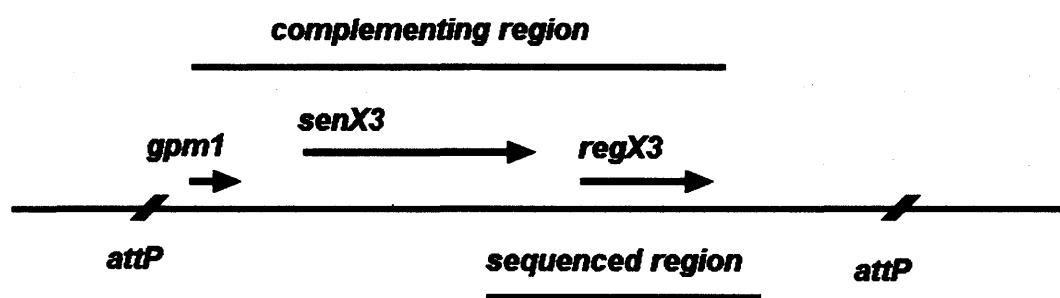 complementing region
senX3
gpm1
regX3
attP
attP
sequenced region